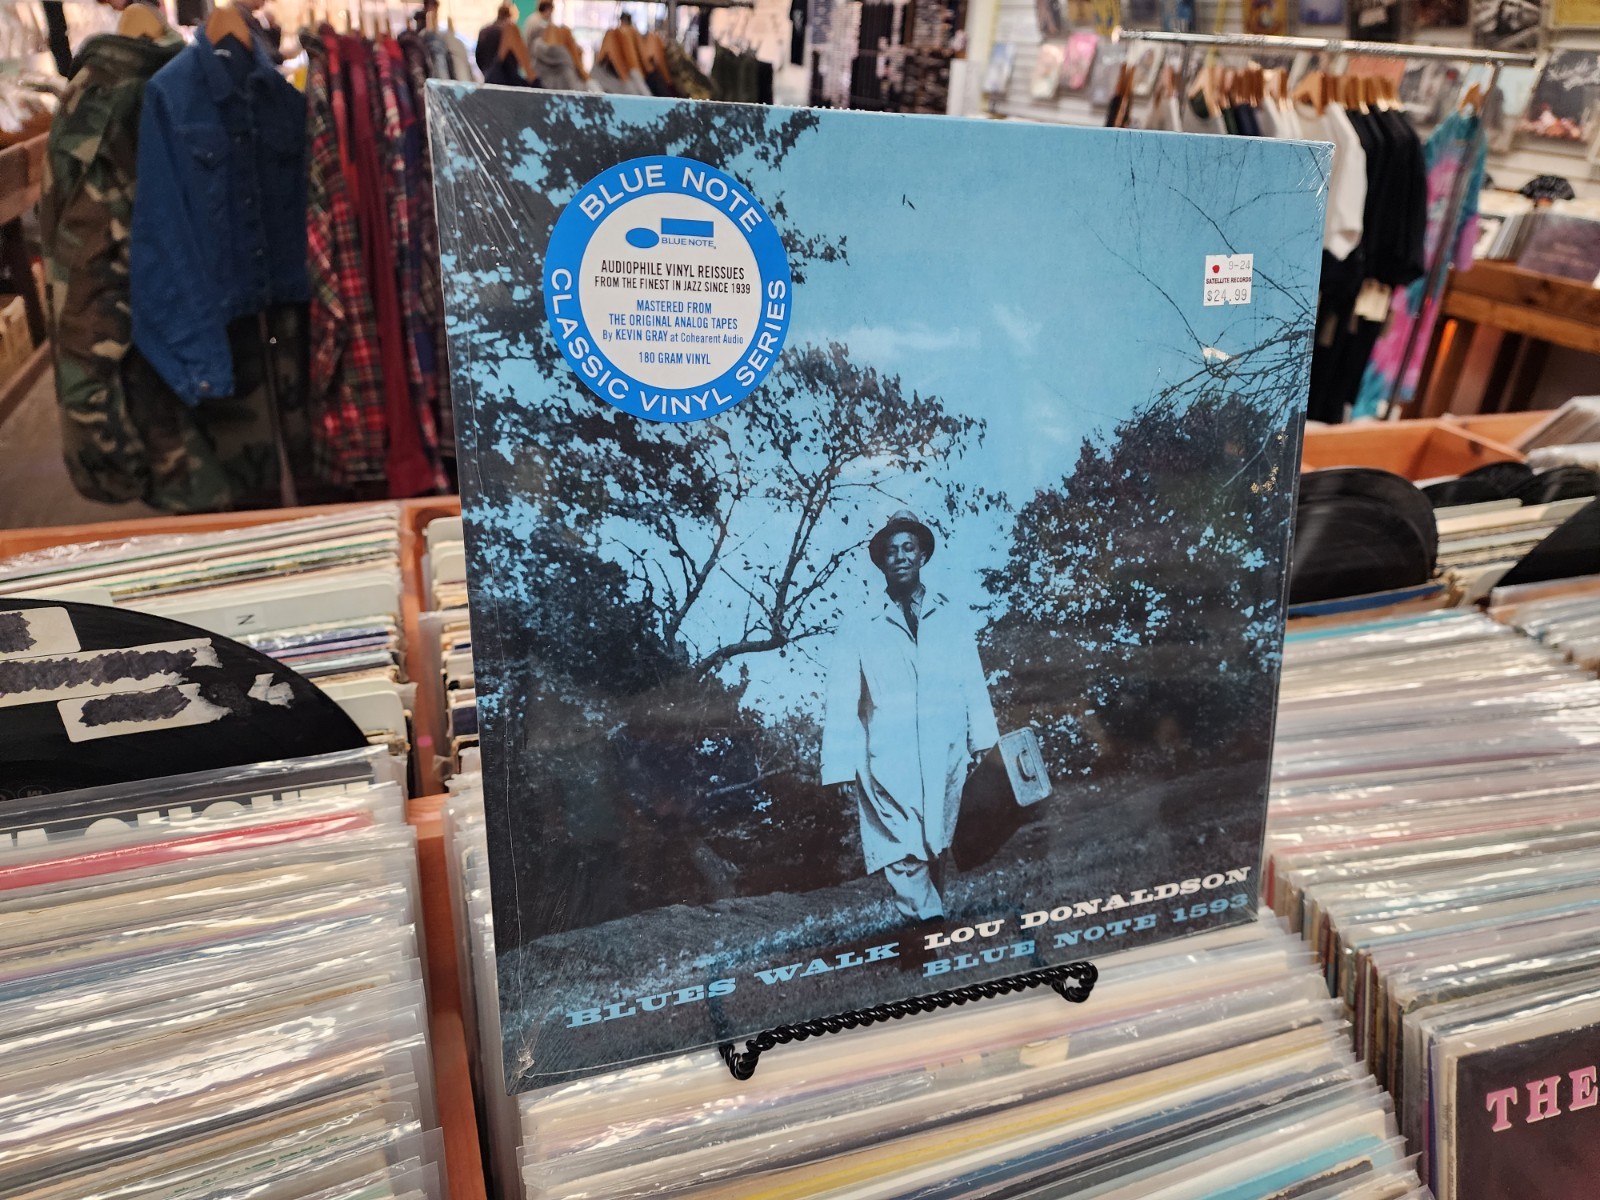 BLUE NOTE
BLUE NOTE
AUDIOPHILE VINYL REISSUES
FROM THE FINEST IN JAZZ SINCE 1939
MASTERED FROM
THE ORIGINAL ANALOG TAPES
By KEVIN GRAY at Cohearent Audio
180 GRAM VINYL
CLASSIC VINYL SERIES
9-24
SATELLITE RECORDS
$24.99
BLUES WALK LOU DONALDSON
BLUE NOTE 1593
N
THE